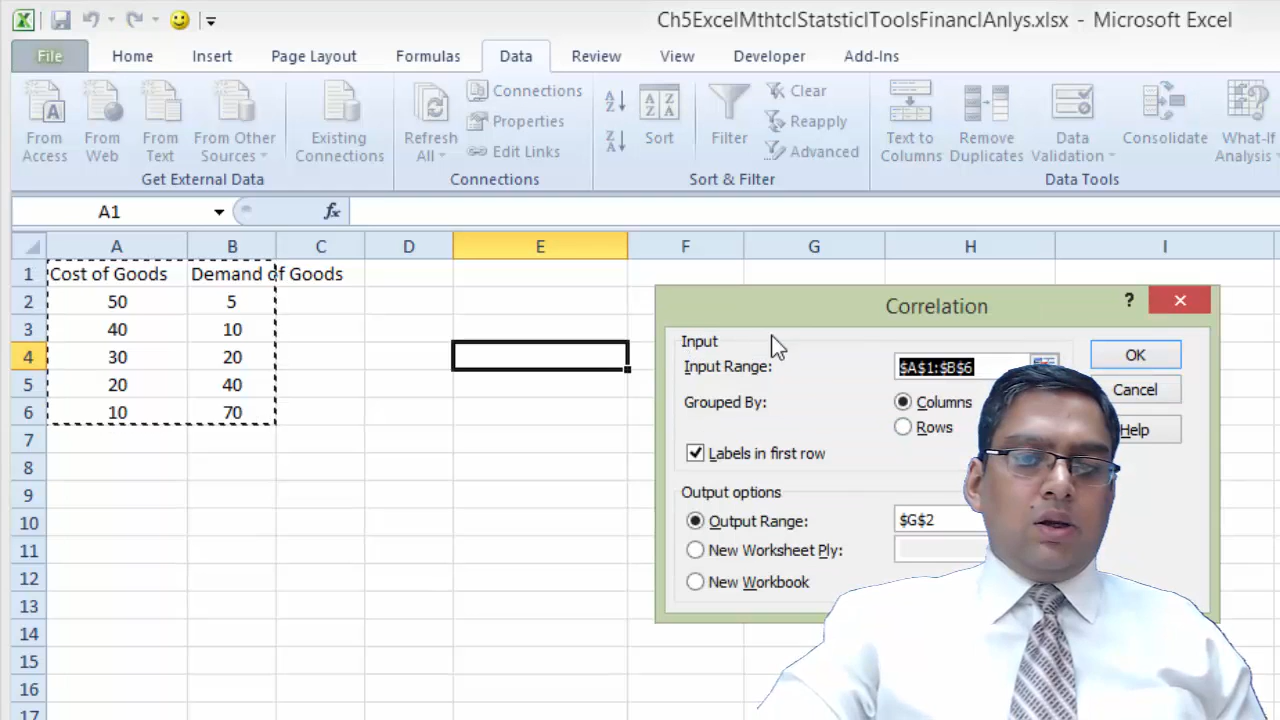 Ch5ExcelMthtclStatsticlToolsFinanclAnlys.xlsx - Microsoft Excel
File Home Insert Page Layout Formulas Data Review View Developer Add-Ins
From Access
From Web
From Text
From Other Sources
Existing Connections
Get External Data
Refresh All
Connections
Properties
Edit Links
Connections
Sort
Filter
Clear
Reapply
Advanced
Sort & Filter
Text to Columns
Remove Duplicates
Data Validation
Consolidate
What-If Analysis
Data Tools
A1 fx
A B C D E F G H I
1 Cost of Goods Demand of Goods
2 50 5
3 40 10
4 30 20
5 20 40
6 10 70
7
8
9
10
11
12
13
14
15
16
17
Correlation ?
Input
Input Range: $A$1:$B$6
Grouped By: Columns
Rows
Labels in first row
Output options
Output Range: $G$2
New Worksheet Ply:
New Workbook
OK
Cancel
Help